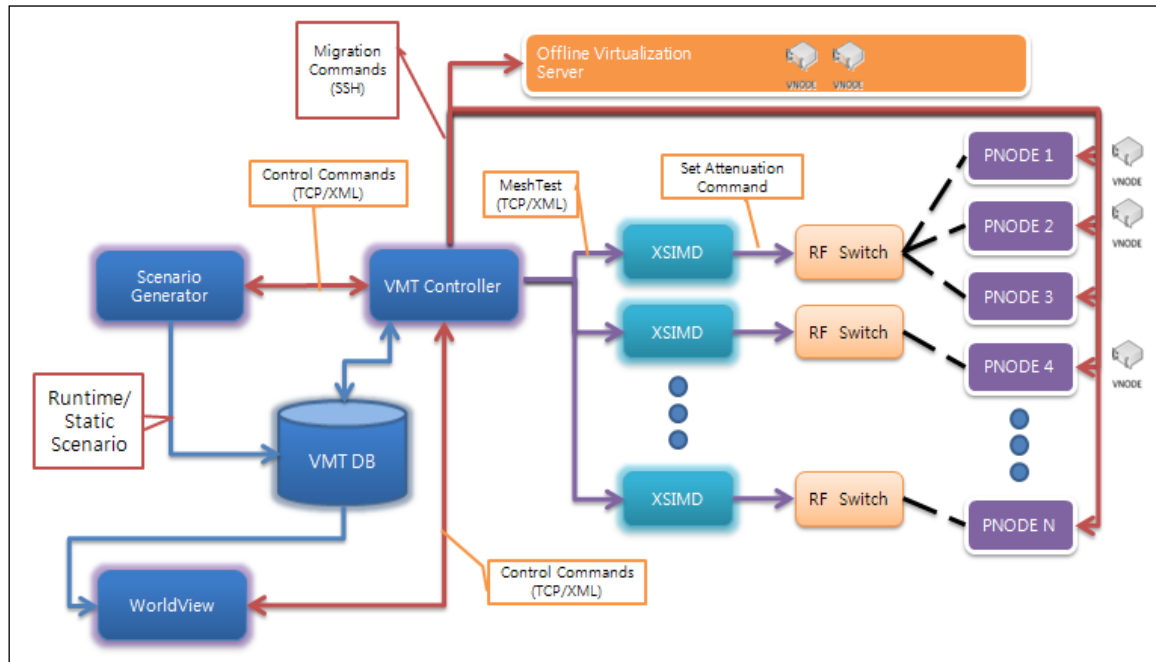 Migration
Commands
(SSH)
Offline Virtualization
Server
VNODE
VNODE
Control Commands
(TCP/XML)
MeshTest
(TCP/XML)
Set Attenuation
Command
PNODE 1
VNODE
PNODE 2
VNODE
Scenario
Generator
VMT Controller
XSIMD
RF Switch
PNODE 3
XSIMD
RF Switch
PNODE 4
VNODE
Runtime/
Static
Scenario
VMT DB
XSIMD
RF Switch
PNODE N
WorldView
Control Commands
(TCP/XML)